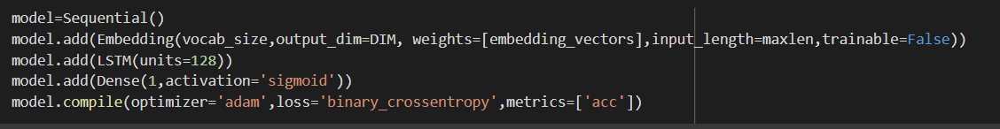 model=Sequential()
model.add(Embedding(vocab_size,output_dim=DIM, weights=[embedding_vectors],input_length=maxlen,trainable=False))
model.add(LSTM(units=128))
model.add(Dense(1,activation='sigmoid'))
model.compile(optimizer='adam',loss='binary_crossentropy',metrics=['acc'])